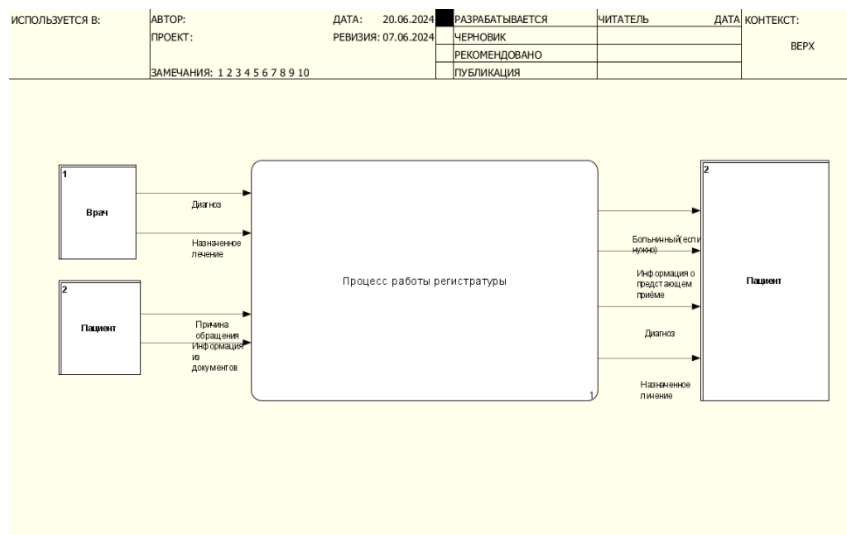 ИСПОЛЬЗУЕТСЯ В:
АВТОР:
ДАТА: 20.06.2024
РАЗРАБАТЫВАЕТСЯ
ЧИТАТЕЛЬ
ДАТА
КОНТЕКСТ:
ПРОЕКТ:
РЕВИЗИЯ: 07.06.2024
ЧЕРНОВИК
ВЕРХ
РЕКОМЕНДОВАНО
ЗАМЕЧАНИЯ: 1 2 3 4 5 6 7 8 9 10
ПУБЛИКАЦИЯ
1
Врач
2
Пациент
Диагноз
Назначенное
лечение
Причина
обращения
Информация
из
документов
Процесс работы регистратуры
1
Больничный(если
нужно)
Информация о
предстающем
приёме
Диагноз
Назначенное
личение
2
Пациент